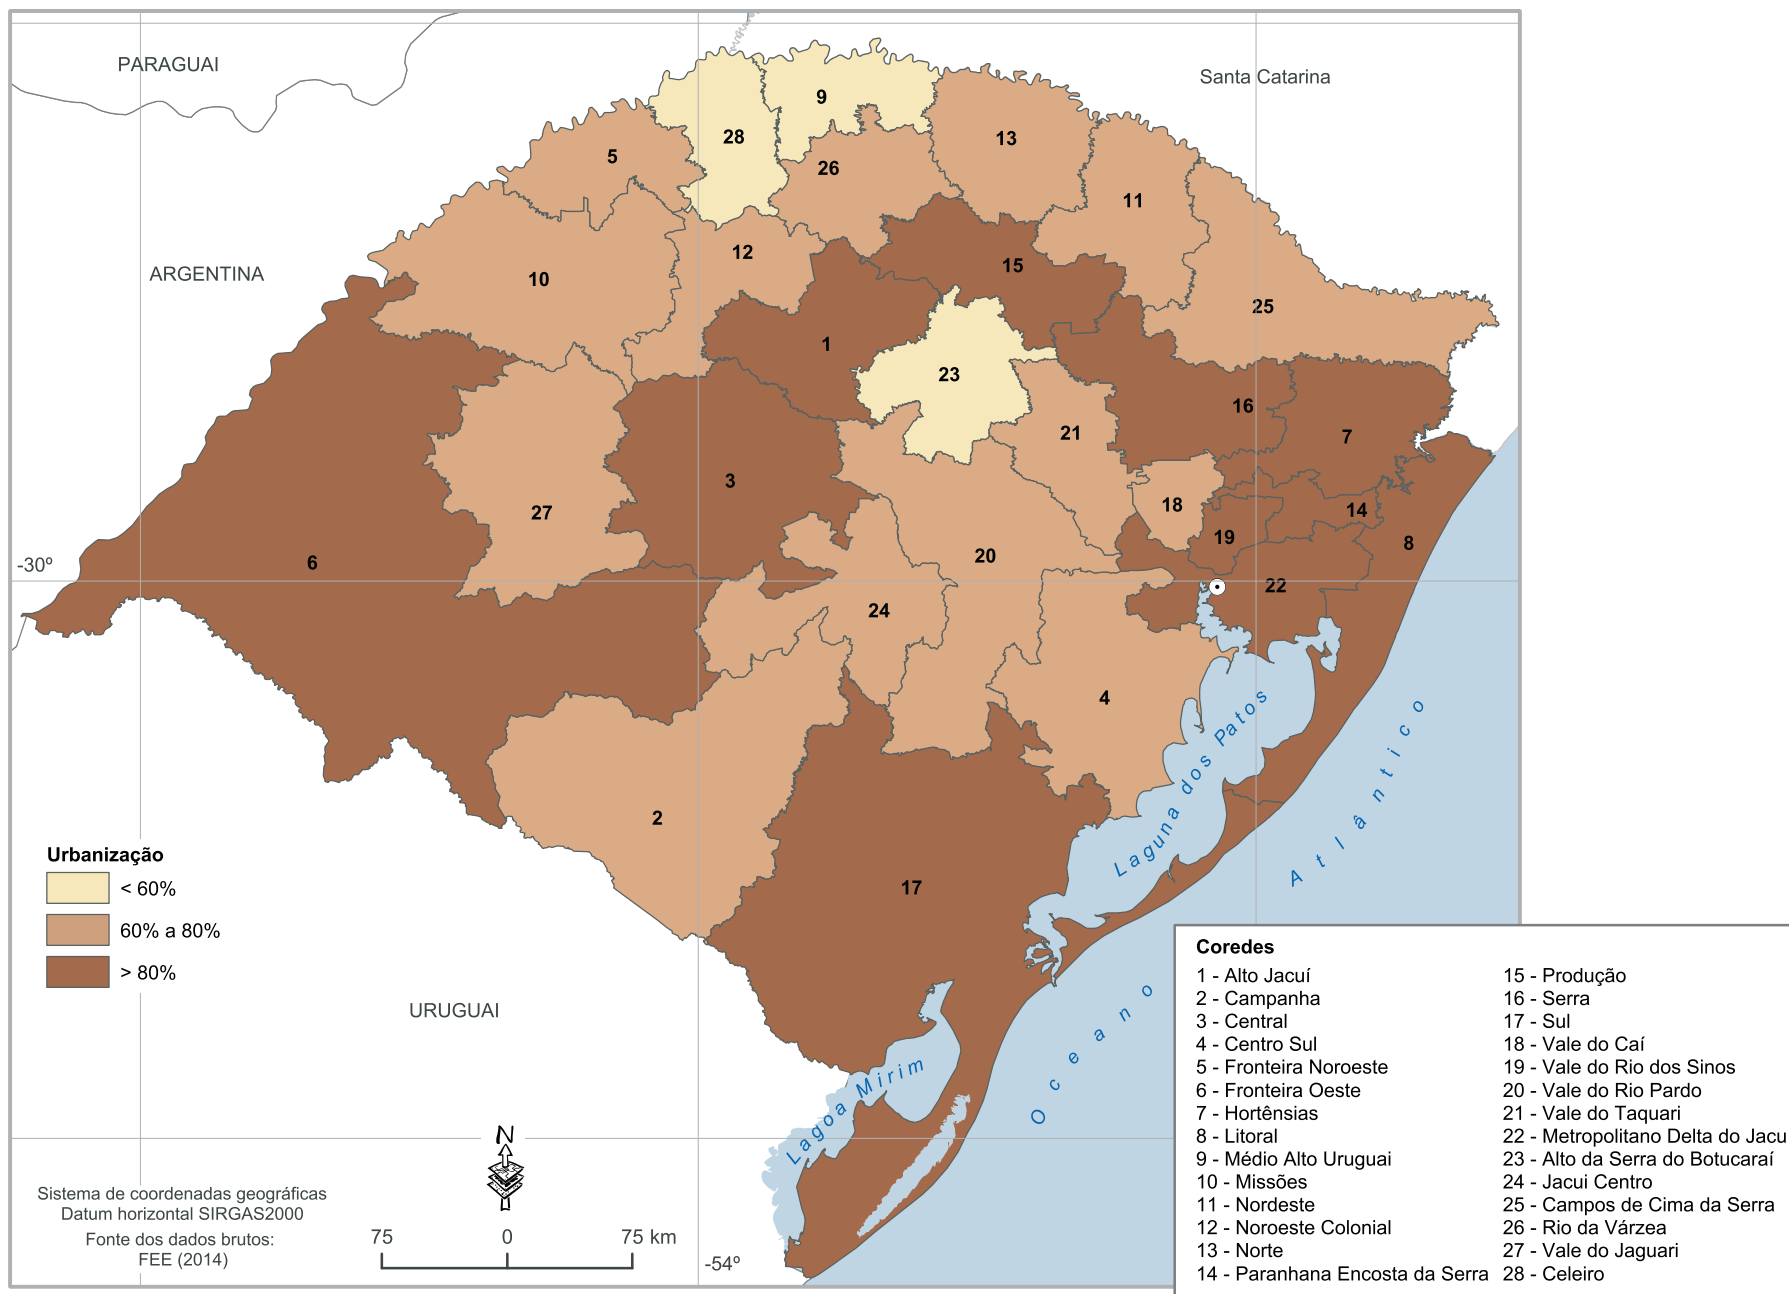 PARAGUAI
Santa Catarina
9
28
13
5
26
11
12
15
ARGENTINA
10
25
1
23
16
21
7
3
18
14
27
19
8
20
-30º
6
22
24
4
Laguna dos Patos
Oceano Atlântico
2
17
Urbanização
< 60%
60% a 80%
> 80%
URUGUAI
Lagoa Mirim
N
Sistema de coordenadas geográficas
Datum horizontal SIRGAS2000
Fonte dos dados brutos:
FEE (2014)
75 0 75 km
-54º
Coredes
1 - Alto Jacuí
2 - Campanha
3 - Central
4 - Centro Sul
5 - Fronteira Noroeste
6 - Fronteira Oeste
7 - Hortênsias
8 - Litoral
9 - Médio Alto Uruguai
10 - Missões
11 - Nordeste
12 - Noroeste Colonial
13 - Norte
14 - Paranhana Encosta da Serra
15 - Produção
16 - Serra
17 - Sul
18 - Vale do Caí
19 - Vale do Rio dos Sinos
20 - Vale do Rio Pardo
21 - Vale do Taquari
22 - Metropolitano Delta do Jacu
23 - Alto da Serra do Botucaraí
24 - Jacui Centro
25 - Campos de Cima da Serra
26 - Rio da Várzea
27 - Vale do Jaguari
28 - Celeiro